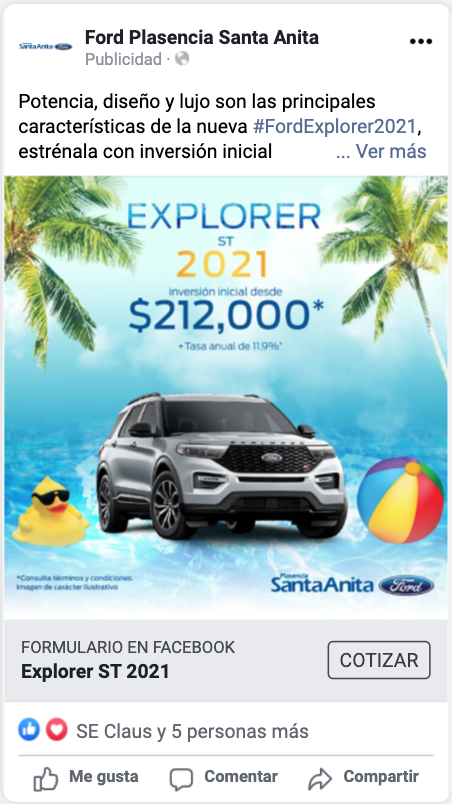 SantaAnita Ford
Ford Plasencia Santa Anita
Publicidad ·
Potencia, diseño y lujo son las principales
características de la nueva #FordExplorer2021,
estrénala con inversión inicial ... Ver más
EXPLORER
ST
2021
inversión inicial desde
$212,000*
+Tasa anual de 11.9%*
FORD
EXPLORER
*Consulta términos y condiciones.
Imagen de carácter ilustrativo
Plasencia
SantaAnita Ford
FORMULARIO EN FACEBOOK
Explorer ST 2021
COTIZAR
SE Claus y 5 personas más
Me gusta Comentar Compartir